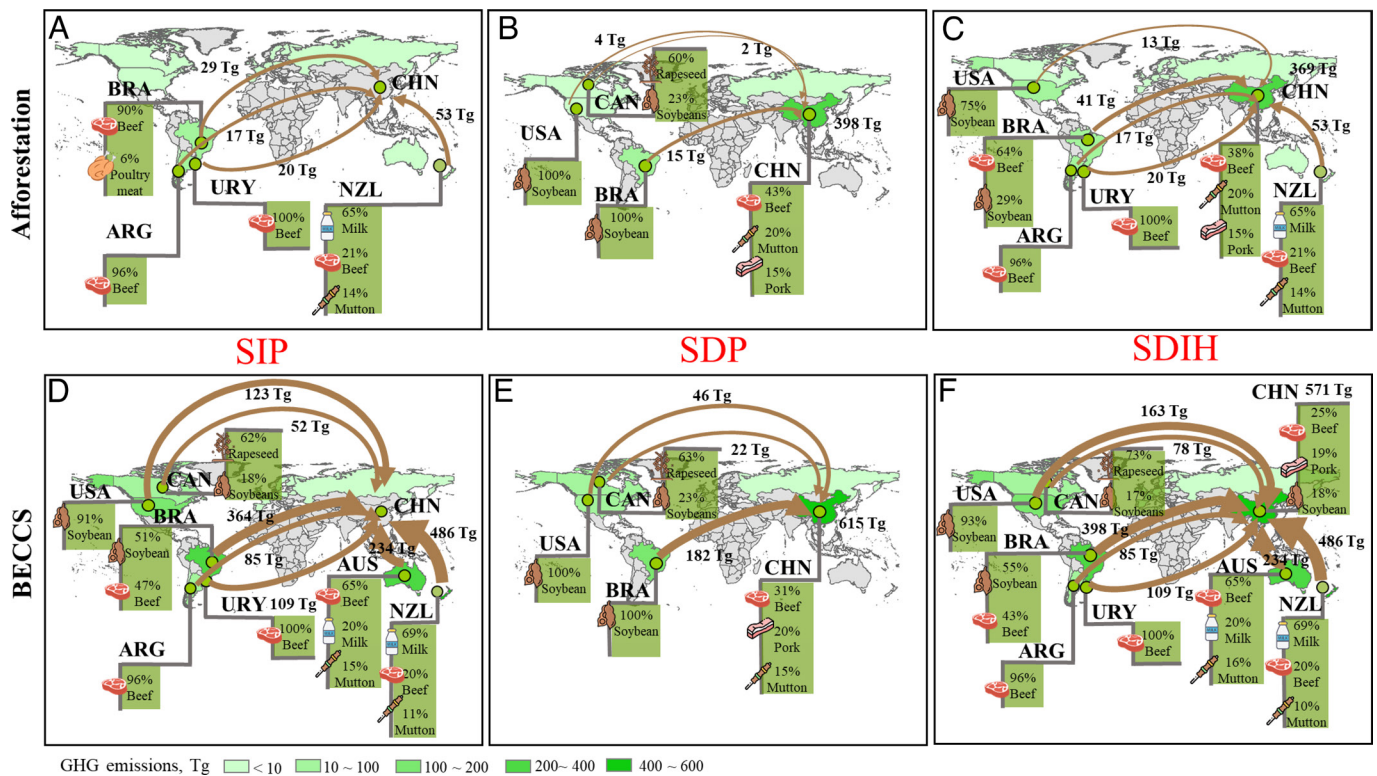 Afforestation
A
29 Tg
BRA
CHN
90%
Beef
53 Tg
17 Tg
6%
Poultry
meat
20 Tg
URY
NZL
100%
Beef
65%
Milk
ARG
21%
Beef
96%
Beef
14%
Mutton
SIP
B
4 Tg
2 Tg
60%
Rapeseed
CAN
23%
Soybeans
USA
398 Tg
15 Tg
CHN
100%
Soybean
BRA
43%
Beef
100%
Soybean
20%
Mutton
15%
Pork
SDP
C
13 Tg
USA
369 Tg
CHN
75%
Soybean
41 Tg
BRA
17 Tg
53 Tg
64%
Beef
38%
Beef
20 Tg
20%
Mutton
NZL
29%
Soybean
URY
15%
Pork
65%
Milk
ARG
100%
Beef
21%
Beef
96%
Beef
14%
Mutton
SDIH
BECCS
D
123 Tg
52 Tg
62%
Rapeseed
CAN
18%
Soybeans
USA
CHN
BRA
364 Tg
91%
Soybean
486 Tg
51%
Soybean
85 Tg
234 Tg
AUS
47%
Beef
65%
Beef
URY
109 Tg
NZL
100%
Beef
20%
Milk
69%
Milk
ARG
15%
Mutton
20%
Beef
96%
Beef
11%
Mutton
E
46 Tg
22 Tg
63%
Rapeseed
CAN
23%
Soybeans
USA
615 Tg
182 Tg
CHN
100%
Soybean
BRA
31%
Beef
100%
Soybean
20%
Pork
15%
Mutton
F
CHN
571 Tg
163 Tg
25%
Beef
78 Tg
73%
Rapeseed
19%
Pork
USA
CAN
17%
Soybeans
18%
Soybean
93%
Soybean
398 Tg
486 Tg
BRA
85 Tg
234 Tg
AUS
55%
Soybean
109 Tg
65%
Beef
NZL
43%
Beef
URY
20%
Milk
69%
Milk
ARG
100%
Beef
16%
Mutton
20%
Beef
96%
Beef
10%
Mutton
GHG emissions, Tg < 10 10 ~ 100 100 ~ 200 200~ 400 400 ~ 600